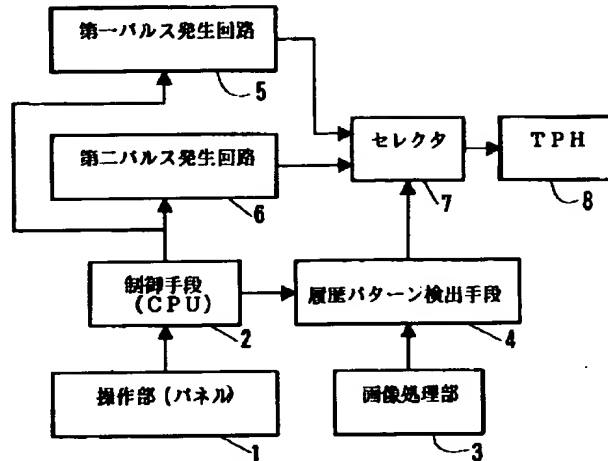 第一パルス発生回路
5
第二パルス発生回路
6
セレクタ
7
TPH
8
制御手段
(CPU)
2
履歴パターン検出手段
4
操作部(パネル)
1
画像処理部
3